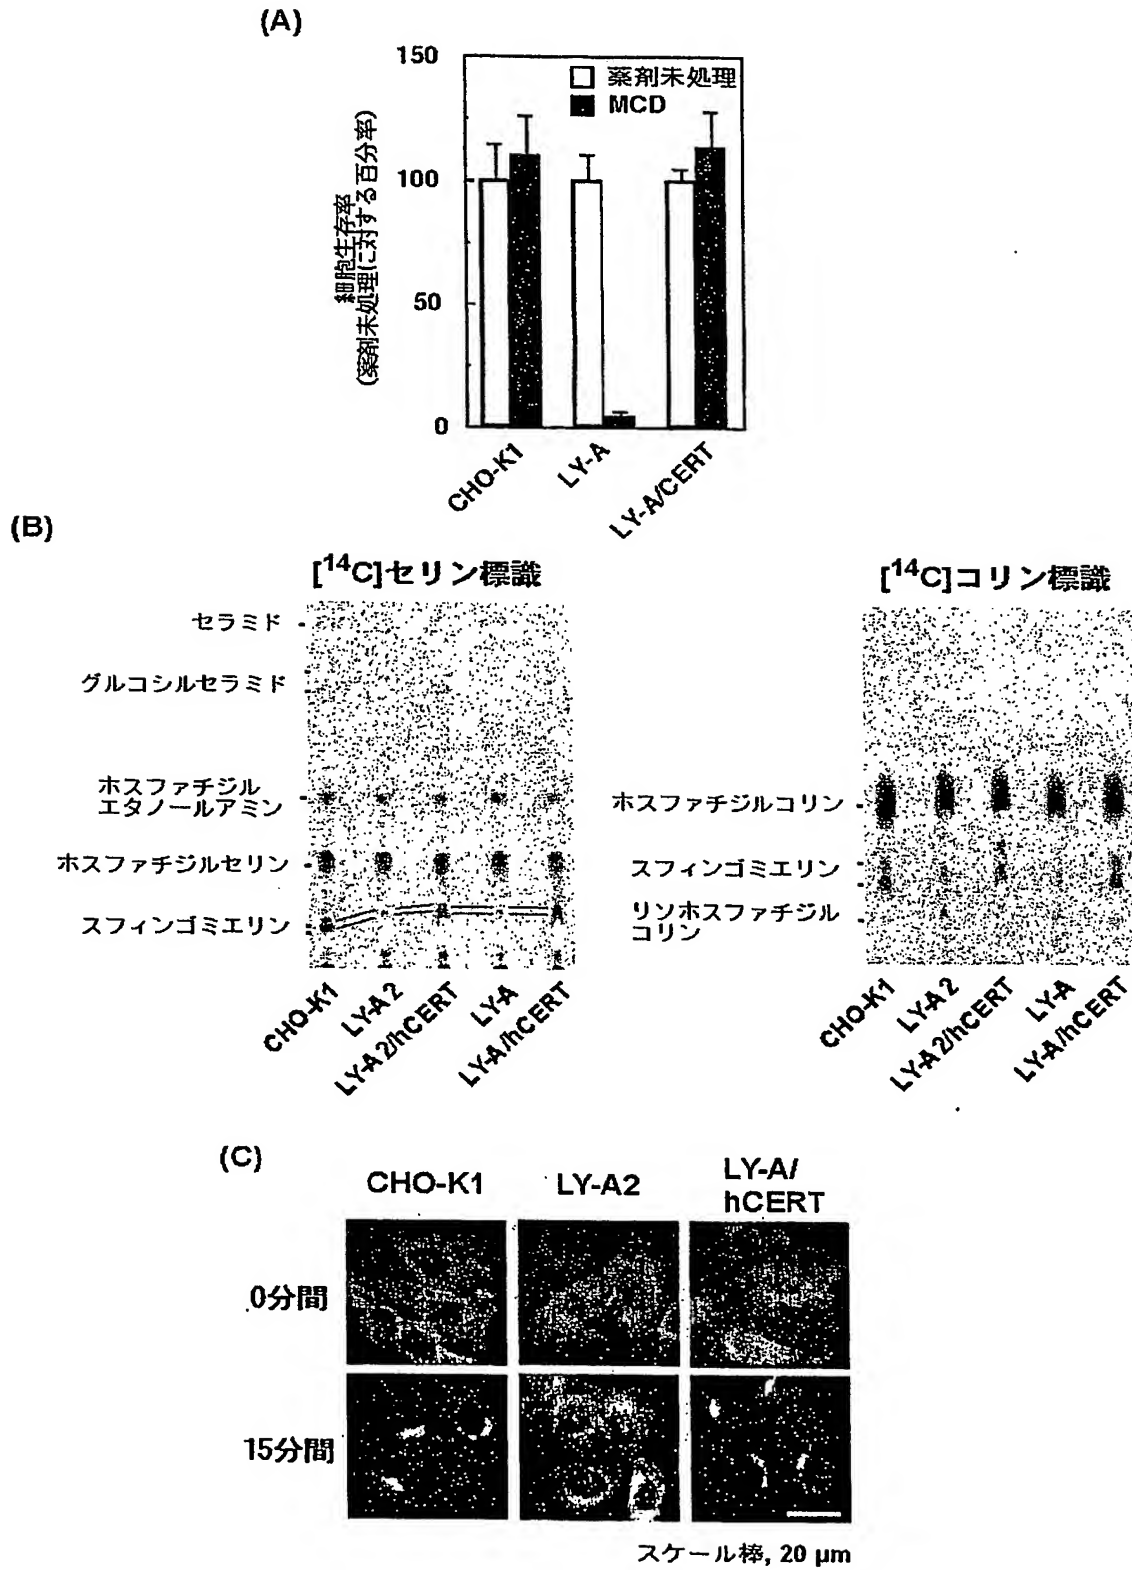 (A)
150
100
50
0
細胞生存率
(薬剤未処理に対する百分率)
薬剤未処理
MCD
CHO-K1
LY-A
LY-A/CERT
(B)
[14C]セリン標識
セラミド
グルコシルセラミド
ホスファチジル
エタノールアミン
ホスファチジルセリン
スフィンゴミエリン
CHO-K1
LY-A2
LY-A2/hCERT
LY-A
LY-A/hCERT
[14C]コリン標識
ホスファチジルコリン
スフィンゴミエリン
リソホスファチジル
コリン
CHO-K1
LY-A2
LY-A2/hCERT
LY-A
LY-A/hCERT
(C)
CHO-K1
LY-A2
LY-A/
hCERT
0分間
15分間
スケール棒, 20 μm